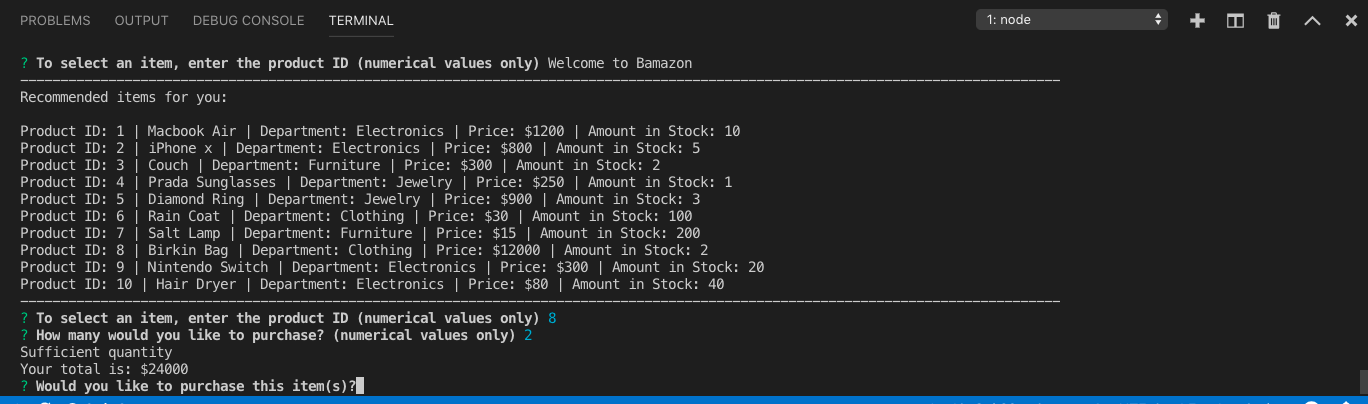 PROBLEMS OUTPUT DEBUG CONSOLE TERMINAL 1: node
? To select an item, enter the product ID (numerical values only) Welcome to Bamazon
Recommended items for you:
Product ID: 1 | Macbook Air | Department: Electronics | Price: $1200 | Amount in Stock: 10
Product ID: 2 | iPhone x | Department: Electronics | Price: $800 | Amount in Stock: 5
Product ID: 3 | Couch | Department: Furniture | Price: $300 | Amount in Stock: 2
Product ID: 4 | Prada Sunglasses | Department: Jewelry | Price: $250 | Amount in Stock: 1
Product ID: 5 | Diamond Ring | Department: Jewelry | Price: $900 | Amount in Stock: 3
Product ID: 6 | Rain Coat | Department: Clothing | Price: $30 | Amount in Stock: 100
Product ID: 7 | Salt Lamp | Department: Furniture | Price: $15 | Amount in Stock: 200
Product ID: 8 | Birkin Bag | Department: Clothing | Price: $12000 | Amount in Stock: 2
Product ID: 9 | Nintendo Switch | Department: Electronics | Price: $300 | Amount in Stock: 20
Product ID: 10 | Hair Dryer | Department: Electronics | Price: $80 | Amount in Stock: 40
? To select an item, enter the product ID (numerical values only) 8
? How many would you like to purchase? (numerical values only) 2
Sufficient quantity
Your total is: $24000
? Would you like to purchase this item(s)?